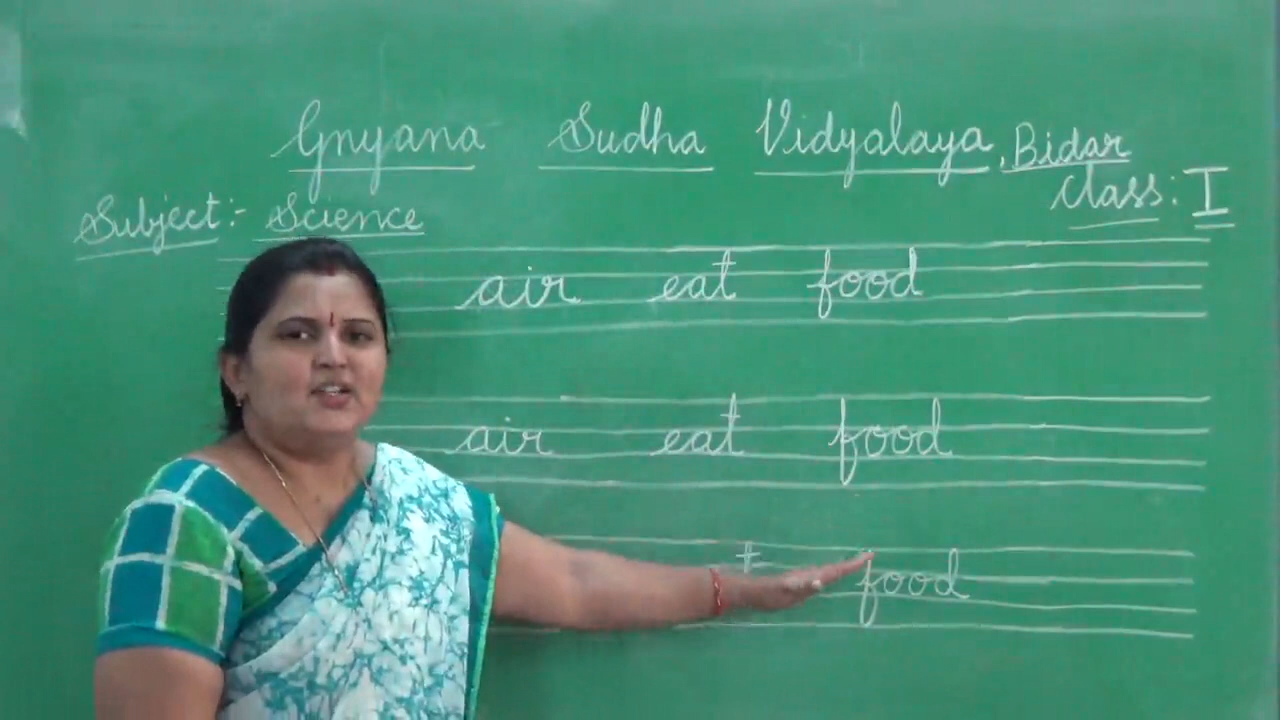 Gnyana Sudha Vidyalaya, Bidar
Class: I
Subject:- Science
air eat food
air eat food
food